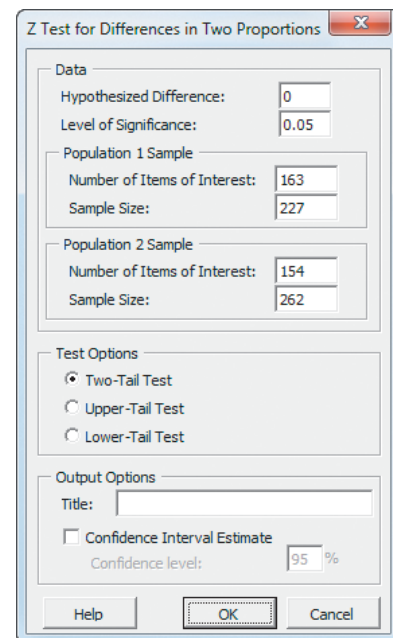 Z Test for Differences in Two Proportions
Data
Hypothesized Difference: 0
Level of Significance: 0.05
Population 1 Sample
Number of Items of Interest: 163
Sample Size: 227
Population 2 Sample
Number of Items of Interest: 154
Sample Size: 262
Test Options
Two-Tail Test
Upper-Tail Test
Lower-Tail Test
Output Options
Title:
Confidence Interval Estimate
Confidence level: 95 %
Help OK Cancel